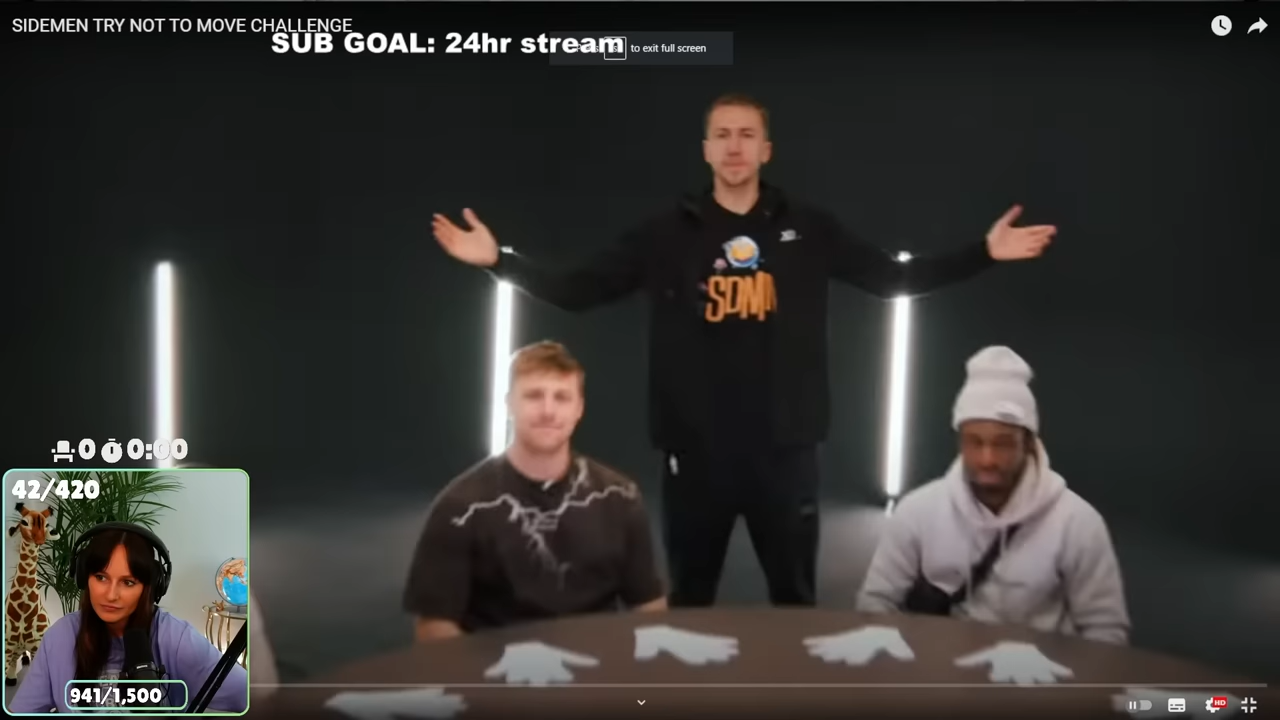 SIDEMEN TRY NOT TO MOVE CHALLENGE
SUB GOAL: 24hr stream
to exit full screen
SDMN
0 0:00
42/420
941/1,500
HD